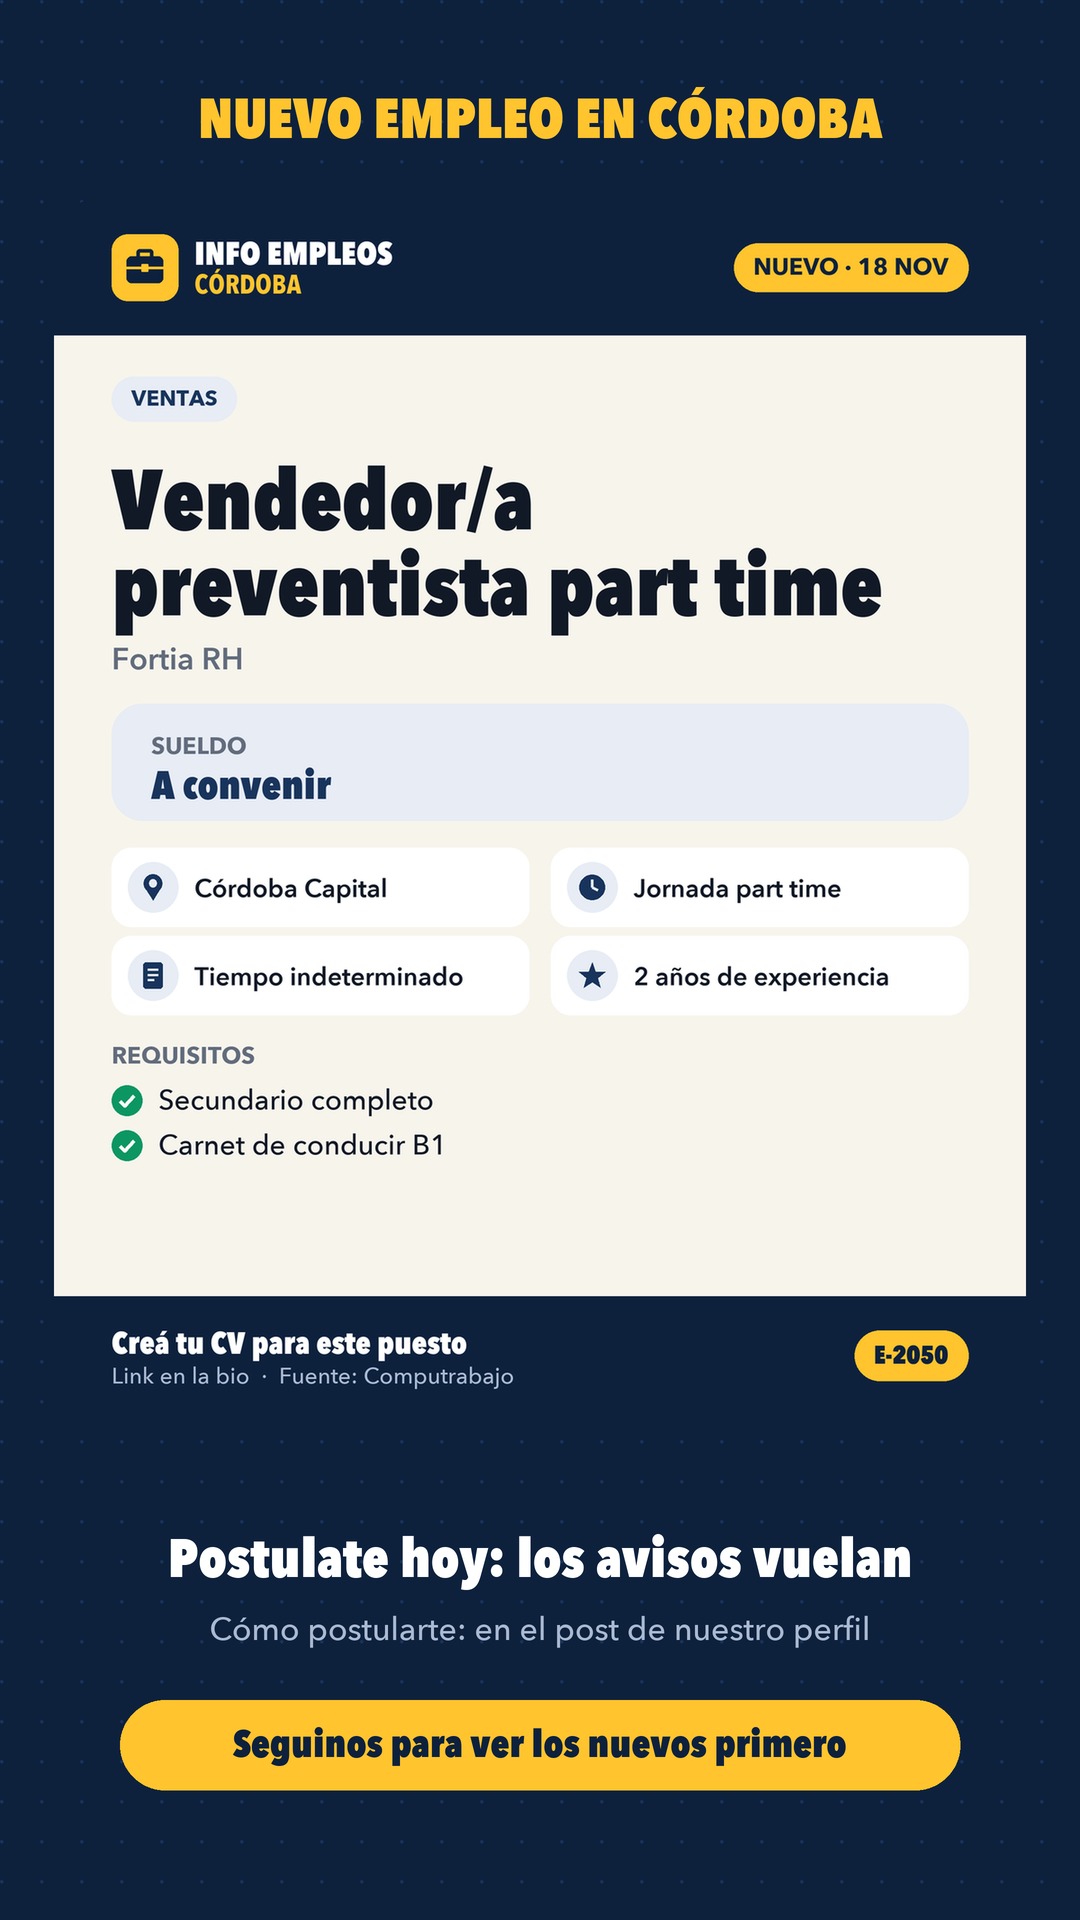 NUEVO EMPLEO EN CÓRDOBA
INFO EMPLEOS
CÓRDOBA
NUEVO · 18 NOV
VENTAS
Vendedor/a
preventista part time
Fortia RH
SUELDO
A convenir
Córdoba Capital
Jornada part time
Tiempo indeterminado
2 años de experiencia
REQUISITOS
Secundario completo
Carnet de conducir B1
Creá tu CV para este puesto
Link en la bio · Fuente: Computrabajo
E-2050
Postulate hoy: los avisos vuelan
Cómo postularte: en el post de nuestro perfil
Seguinos para ver los nuevos primero